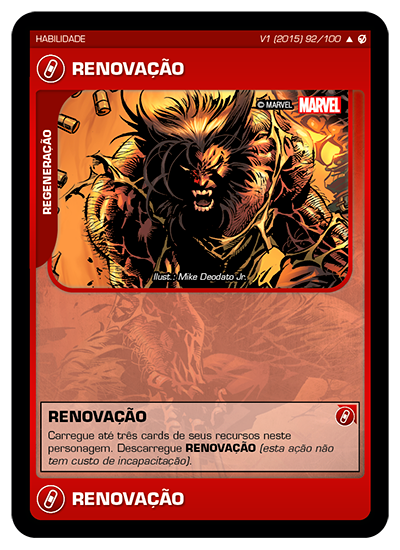 HABILIDADE
V1 (2015) 92/100
RENOVAÇÃO
REGENERAÇÃO
© MARVEL MARVEL
Ilust.: Mike Deodato Jr.
RENOVAÇÃO
Carregue até três cards de seus recursos neste
personagem. Descarregue RENOVAÇÃO (esta ação não
tem custo de incapacitação).
RENOVAÇÃO